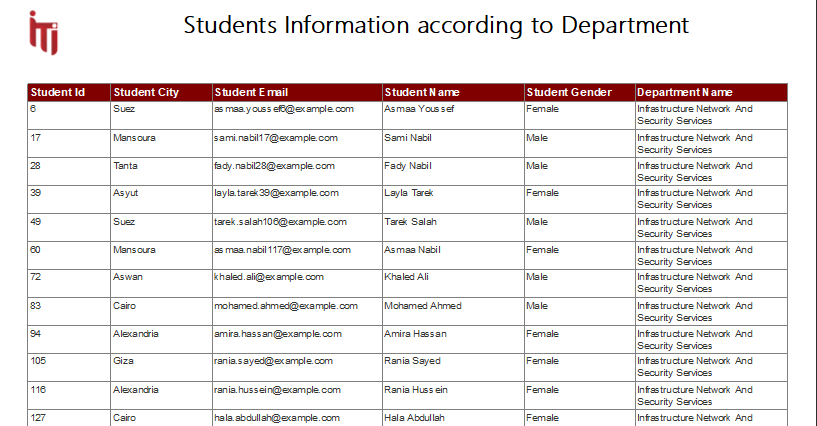 iTi
Students Information according to Department
Student Id Student City Student Email Student Name Student Gender Department Name
6 Suez asmaa.youssef6@example.com Asmaa Youssef Female Infrastructure Network And
Security Services
17 Mansoura sami.nabil17@example.com Sami Nabil Male Infrastructure Network And
Security Services
28 Tanta fady.nabil28@example.com Fady Nabil Male Infrastructure Network And
Security Services
39 Asyut layla.tarek39@example.com Layla Tarek Female Infrastructure Network And
Security Services
49 Suez tarek.salah106@example.com Tarek Salah Male Infrastructure Network And
Security Services
60 Mansoura asmaa.nabil117@example.com Asmaa Nabil Female Infrastructure Network And
Security Services
72 Aswan khaled.ali@example.com Khaled Ali Male Infrastructure Network And
Security Services
83 Cairo mohamed.ahmed@example.com Mohamed Ahmed Male Infrastructure Network And
Security Services
94 Alexandria amira.hassan@example.com Amira Hassan Female Infrastructure Network And
Security Services
105 Giza rania.sayed@example.com Rania Sayed Female Infrastructure Network And
Security Services
116 Alexandria rania.hussein@example.com Rania Hussein Female Infrastructure Network And
Security Services
127 Cairo hala.abdullah@example.com Hala Abdullah Female Infrastructure Network And